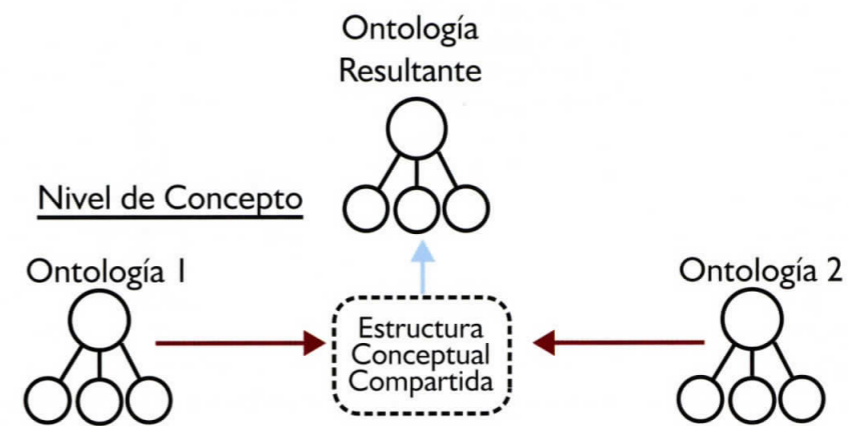 Ontología
Resultante
Nivel de Concepto
Ontología 1
Ontología 2
Estructura
Conceptual
Compartida